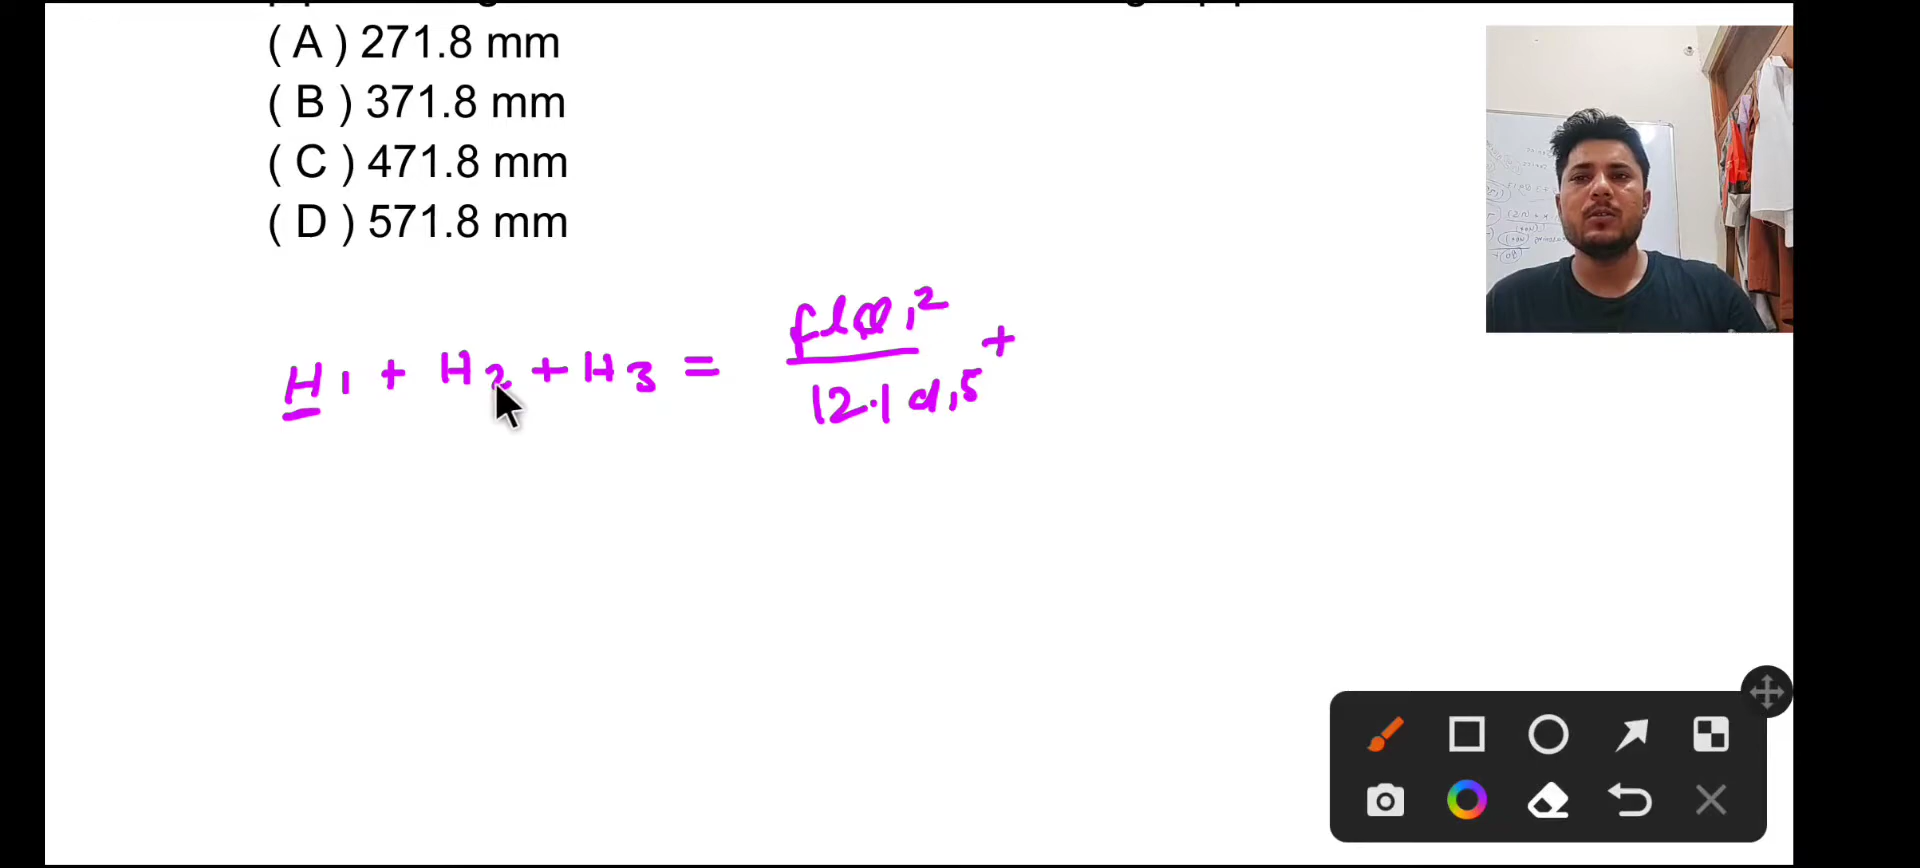 ( A ) 271.8 mm
( B ) 371.8 mm
( C ) 471.8 mm
( D ) 571.8 mm
H1 + H2 + H3 = flQ₁² / 12.1 d₁⁵ +